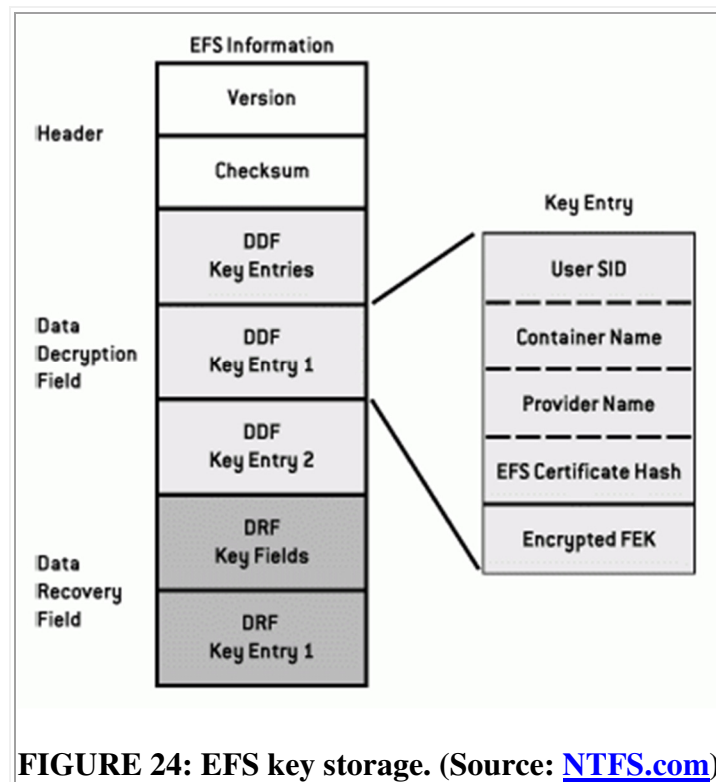 EFS Information
Version
Header
Checksum
DDF
Key Entries
Data
Decryption
Field
DDF
Key Entry 1
DDF
Key Entry 2
Data
Recovery
Field
DRF
Key Fields
DRF
Key Entry 1
Key Entry
User SID
Container Name
Provider Name
EFS Certificate Hash
Encrypted FEK
FIGURE 24: EFS key storage. (Source: NTFS.com)